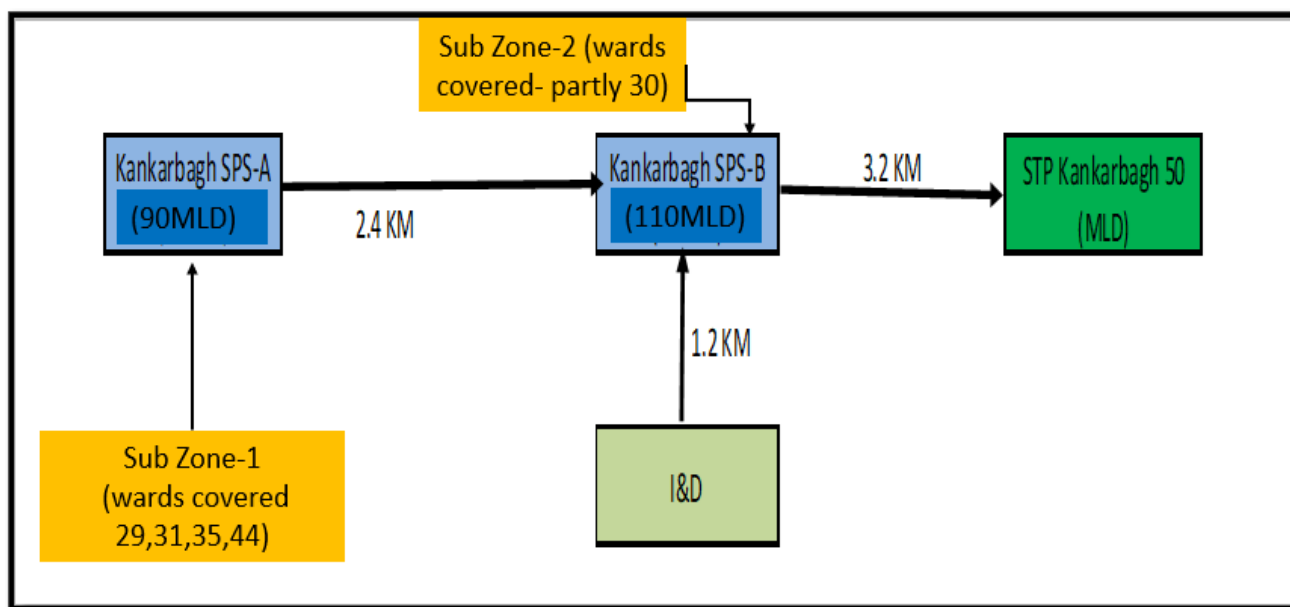 Sub Zone-2 (wards
covered- partly 30)
Kankarbagh SPS-A
(90MLD)
2.4 KM
Kankarbagh SPS-B
(110MLD)
3.2 KM
STP Kankarbagh 50
(MLD)
1.2 KM
Sub Zone-1
(wards covered
29,31,35,44)
I&D